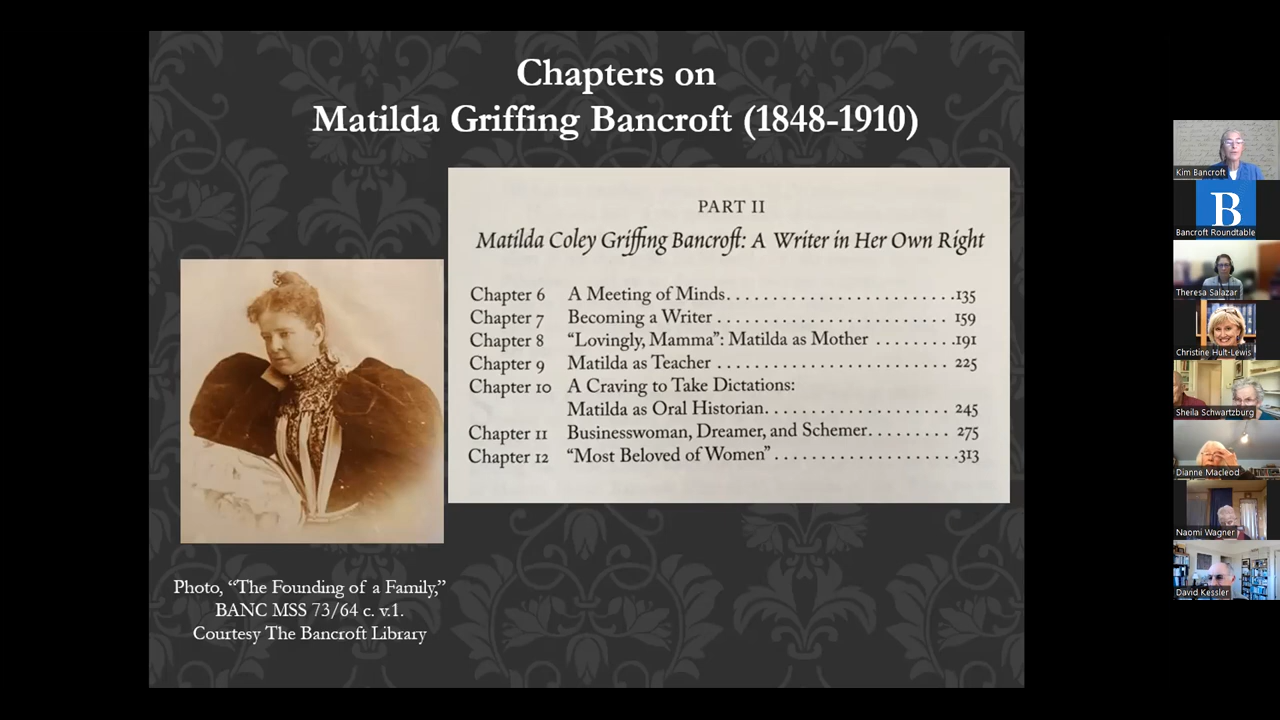 Chapters on
Matilda Griffing Bancroft (1848-1910)
PART II
Matilda Coley Griffing Bancroft: A Writer in Her Own Right
Chapter 6 A Meeting of Minds. . . . . . . . . . . . . . . . . . . . . . . . . . .135
Chapter 7 Becoming a Writer . . . . . . . . . . . . . . . . . . . . . . . . . . . 159
Chapter 8 “Lovingly, Mamma”: Matilda as Mother . . . . . . . .191
Chapter 9 Matilda as Teacher . . . . . . . . . . . . . . . . . . . . . . . . . . . 225
Chapter 10 A Craving to Take Dictations:
Matilda as Oral Historian. . . . . . . . . . . . . . . . . . . . . 245
Chapter 11 Businesswoman, Dreamer, and Schemer. . . . . . . . . 275
Chapter 12 “Most Beloved of Women” . . . . . . . . . . . . . . . . . . . .313
Photo, “The Founding of a Family,”
BANC MSS 73/64 c. v.1.
Courtesy The Bancroft Library
Kim Bancroft
B
Bancroft Roundtable
Theresa Salazar
Christine Hult-Lewis
Sheila Schwartzburg
Dianne Macleod
Naomi Wagner
David Kessler